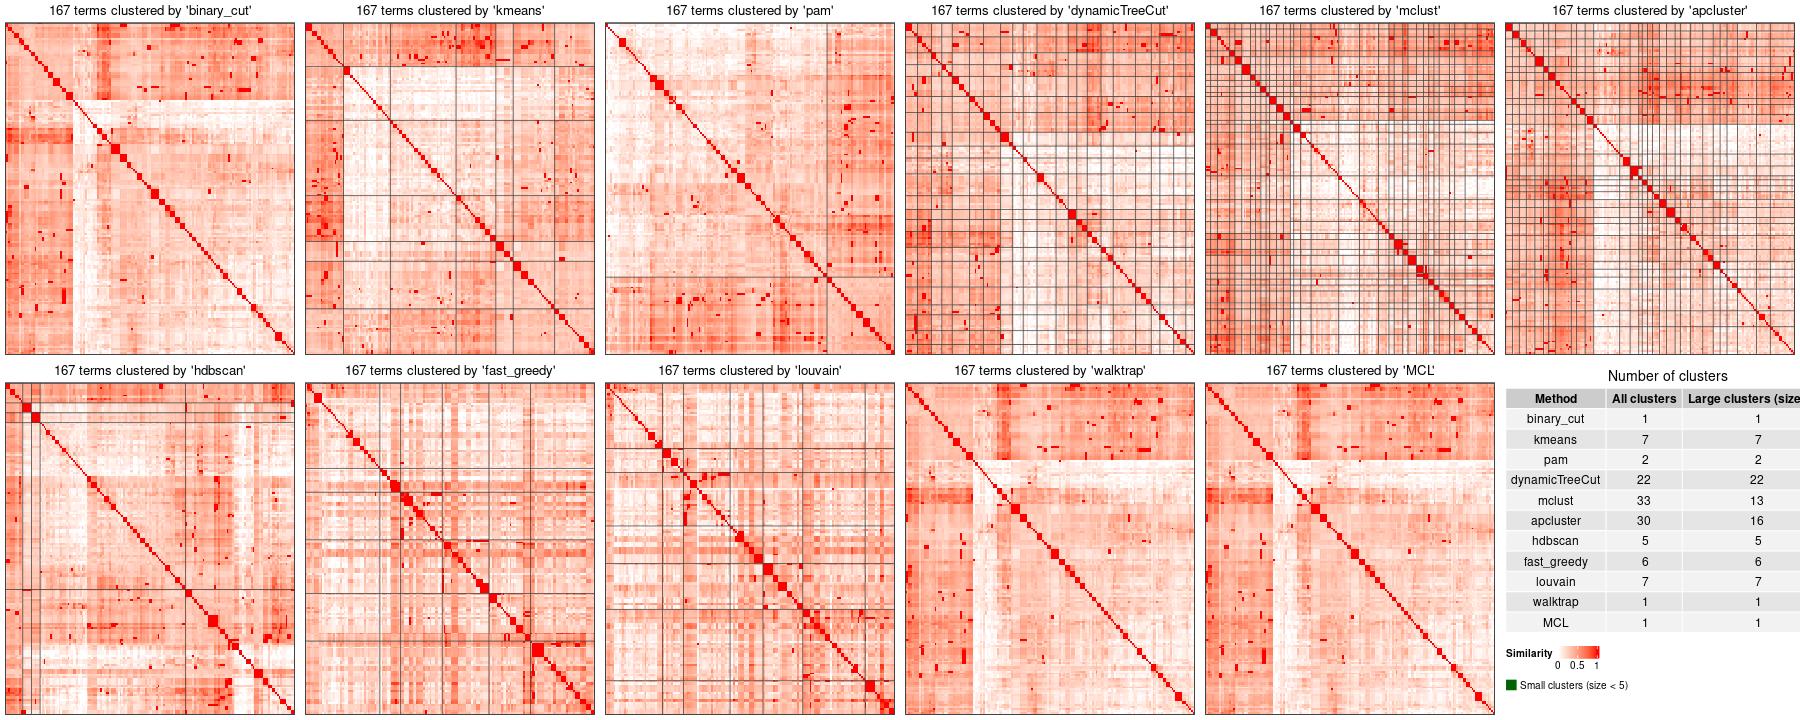 167 terms clustered by 'binary_cut'
167 terms clustered by 'kmeans'
167 terms clustered by 'pam'
167 terms clustered by 'dynamicTreeCut'
167 terms clustered by 'mclust'
167 terms clustered by 'apcluster'
167 terms clustered by 'hdbscan'
167 terms clustered by 'fast_greedy'
167 terms clustered by 'louvain'
167 terms clustered by 'walktrap'
167 terms clustered by 'MCL'
Number of clusters
Method All clusters Large clusters (size
binary_cut 1 1
kmeans 7 7
pam 2 2
dynamicTreeCut 22 22
mclust 33 13
apcluster 30 16
hdbscan 5 5
fast_greedy 6 6
louvain 7 7
walktrap 1 1
MCL 1 1
Similarity
0 0.5 1
Small clusters (size < 5)